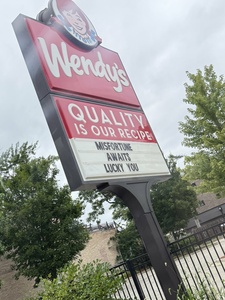 Wendy's
QUALITY
IS OUR RECIPE
MISFORTUNE
AWAITS
LUCKY YOU